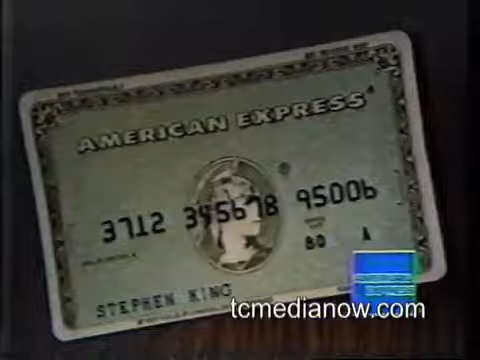 AMERICAN EXPRESS
3712 345678 95006
80 A
STEPHEN KING
tcmedianow.com